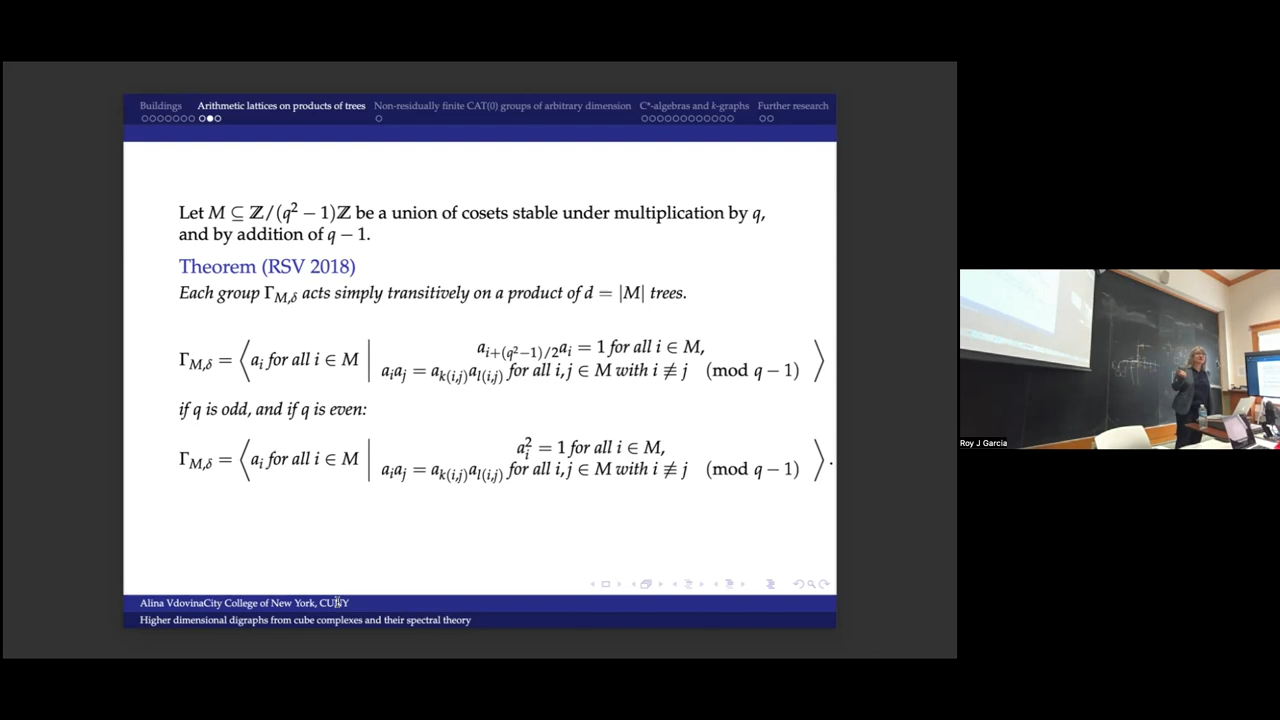 Buildings Arithmetic lattices on products of trees Non-residually finite CAT(0) groups of arbitrary dimension C*-algebras and k-graphs Further research
Let M ⊆ ℤ/(q² − 1)ℤ be a union of cosets stable under multiplication by q,
and by addition of q − 1.
Theorem (RSV 2018)
Each group Γ_{M,δ} acts simply transitively on a product of d = |M| trees.
Γ_{M,δ} = ⟨ a_i for all i ∈ M | a_{i+(q²−1)/2} a_i = 1 for all i ∈ M,
a_i a_j = a_{k(i,j)} a_{l(i,j)} for all i, j ∈ M with i ≢ j (mod q − 1) ⟩
if q is odd, and if q is even:
Γ_{M,δ} = ⟨ a_i for all i ∈ M | a_i² = 1 for all i ∈ M,
a_i a_j = a_{k(i,j)} a_{l(i,j)} for all i, j ∈ M with i ≢ j (mod q − 1) ⟩.
Alina VdovinaCity College of New York, CUNY
Higher dimensional digraphs from cube complexes and their spectral theory
Roy J Garcia